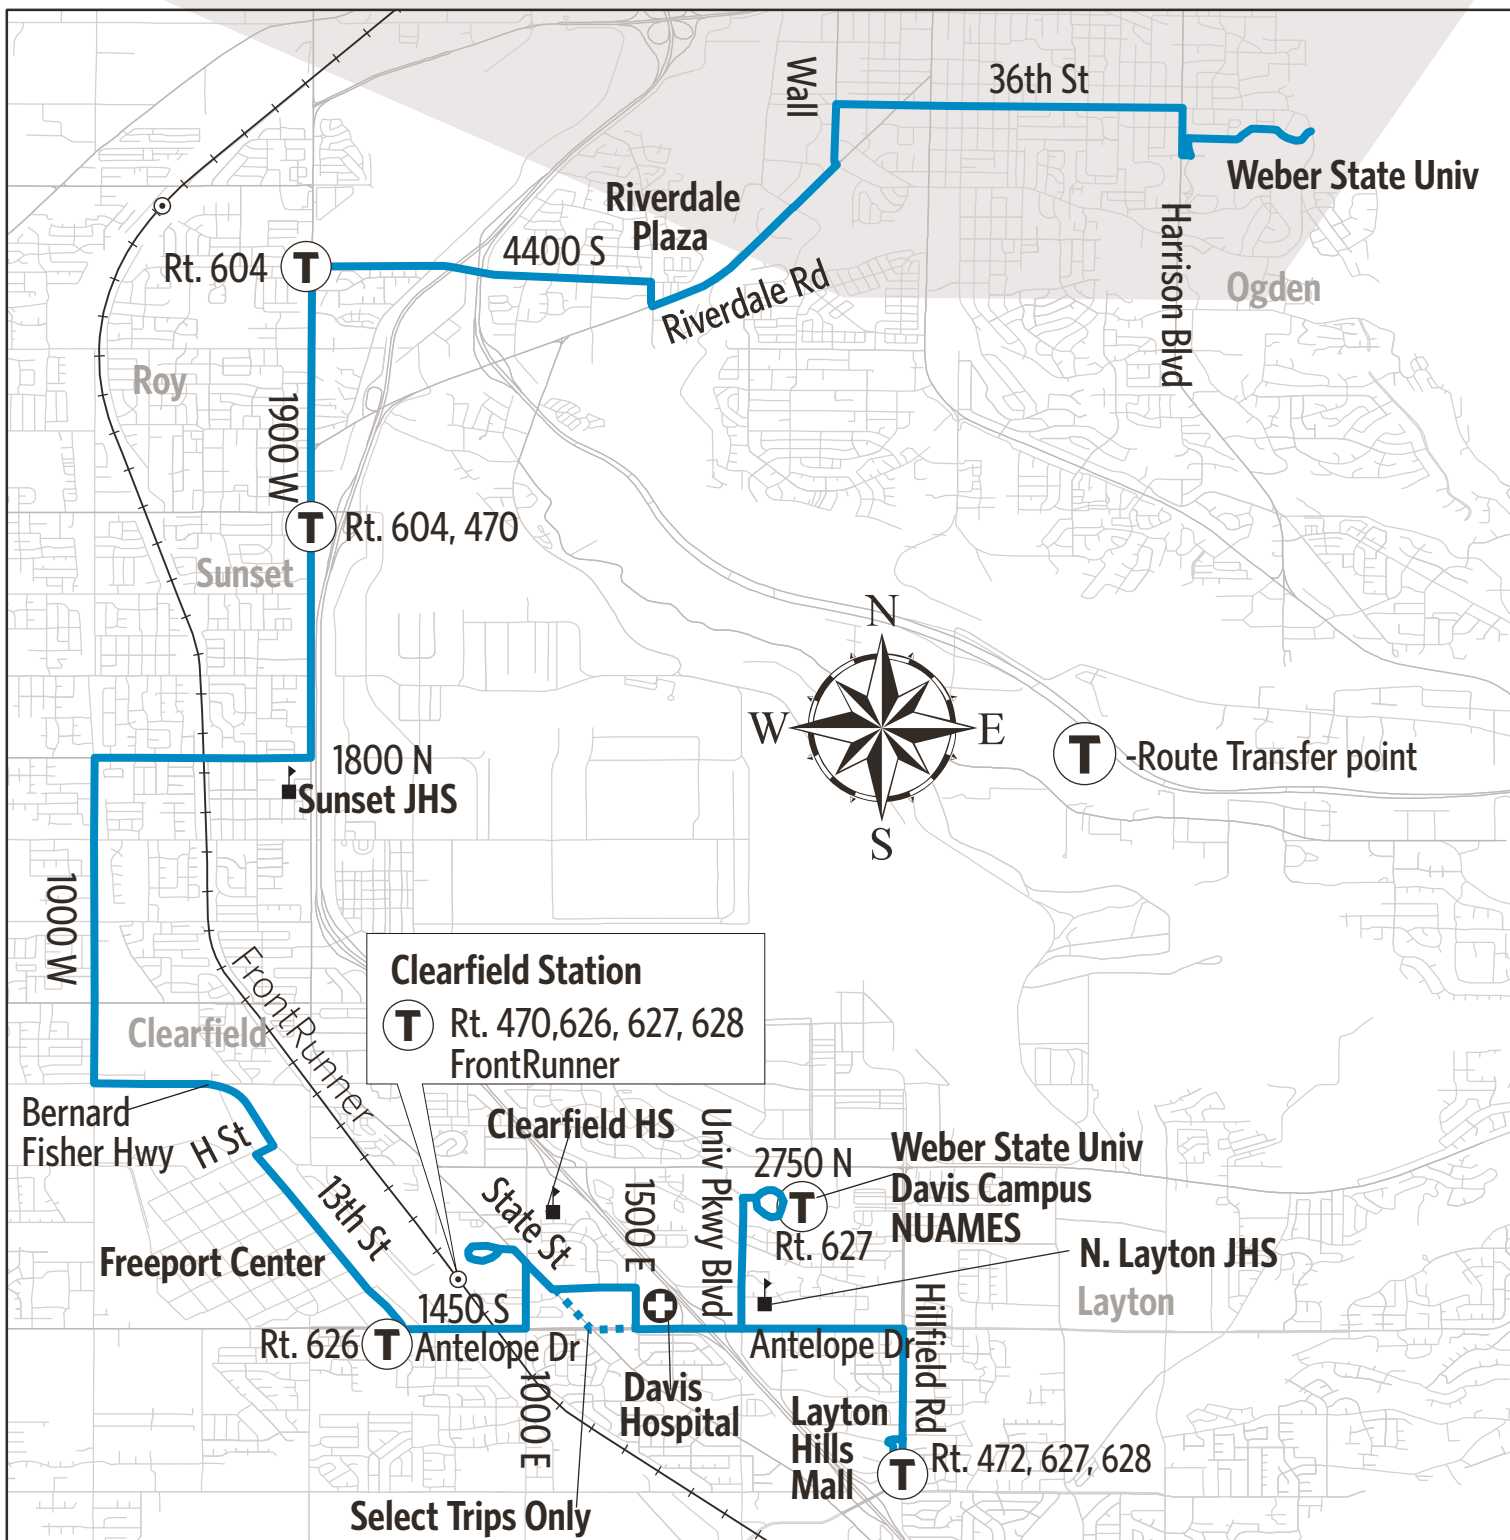 36th St
Wall
Weber State Univ
Riverdale
Plaza
4400 S
T
Rt. 604
Riverdale Rd
Harrison Blvd
Ogden
Roy
1900 W
T
Rt. 604, 470
Sunset
N
W
E
S
T
-Route Transfer point
1800 N
Sunset JHS
1000 W
FrontRunner
Clearfield Station
T
Rt. 470,626, 627, 628
FrontRunner
Clearfield
Bernard
Fisher Hwy
H St
13th St
Clearfield HS
State St
1500 E
Univ Pkwy Blvd
2750 N
T
Rt. 627
Weber State Univ
Davis Campus
NUAMES
N. Layton JHS
Layton
Freeport Center
1450 S
Rt. 626
T
Antelope Dr
Antelope Dr
Hillfield Rd
1000 E
Davis
Hospital
Layton
Hills
Mall
T
Rt. 472, 627, 628
Select Trips Only